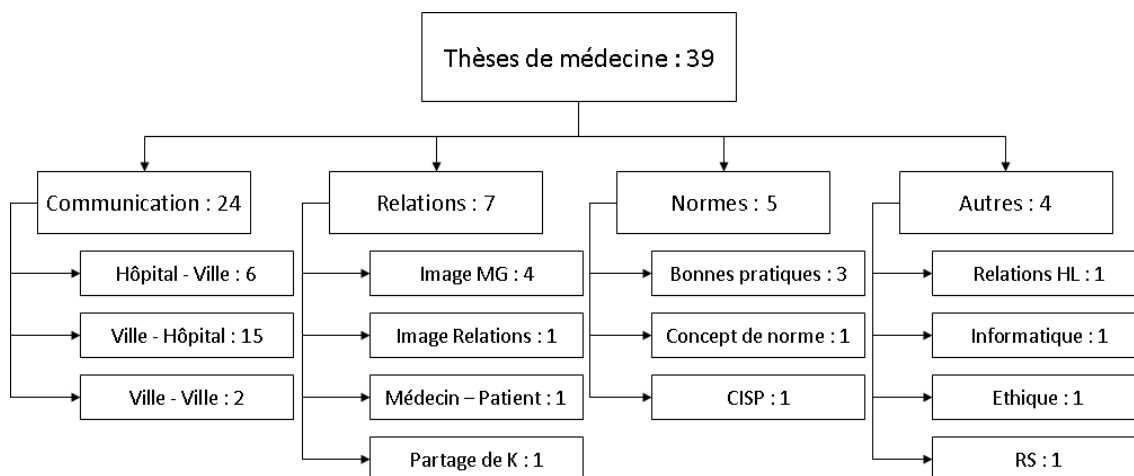 Thèses de médecine : 39
Communication : 24
Hôpital - Ville : 6
Ville - Hôpital : 15
Ville - Ville : 2
Relations : 7
Image MG : 4
Image Relations : 1
Médecin – Patient : 1
Partage de K : 1
Normes : 5
Bonnes pratiques : 3
Concept de norme : 1
CISP : 1
Autres : 4
Relations HL : 1
Informatique : 1
Ethique : 1
RS : 1